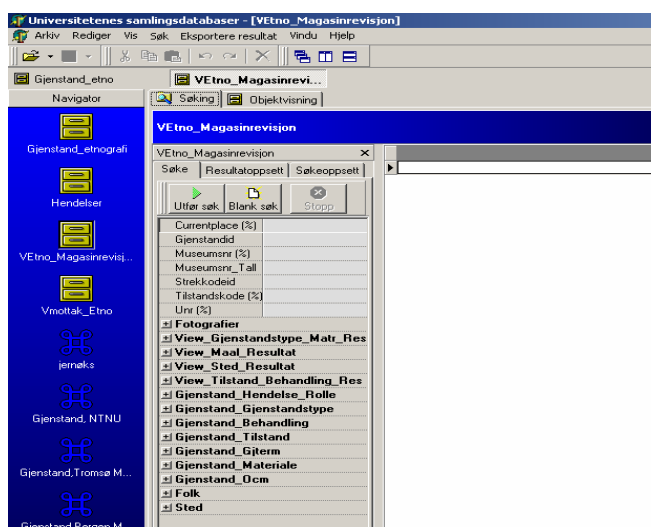 Universitetenes samlingsdatabaser - [VEtno_Magasinrevisjon]
Arkiv Rediger Vis Søk Eksportere resultat Vindu Hjelp
Gjenstand_etno VEtno_Magasinrevi...
Navigator
Søking Objektvisning
VEtno_Magasinrevisjon
Gjenstand_etnografi
Hendelser
VEtno_Magasinrevisj...
Vmottak_Etno
jernøks
Gjenstand, NTNU
Gjenstand,Tromsø M...
Gjenstand Bergen M
VEtno_Magasinrevisjon
Søke Resultatoppsett Søkeoppsett
Utfør søk Blank søk Stopp
Currentplace (%)
Gjenstandid
Museumsnr (%)
Museumsnr_Tall
Strekkodeid
Tilstandskode (%)
Unr (%)
Fotografier
View_Gjenstandstype_Matr_Res
View_Maal_Resultat
View_Sted_Resultat
View_Tilstand_Behandling_Res
Gjenstand_Hendelse_Rolle
Gjenstand_Gjenstandstype
Gjenstand_Behandling
Gjenstand_Tilstand
Gjenstand_Gjterm
Gjenstand_Materiale
Gjenstand_Ocm
Folk
Sted